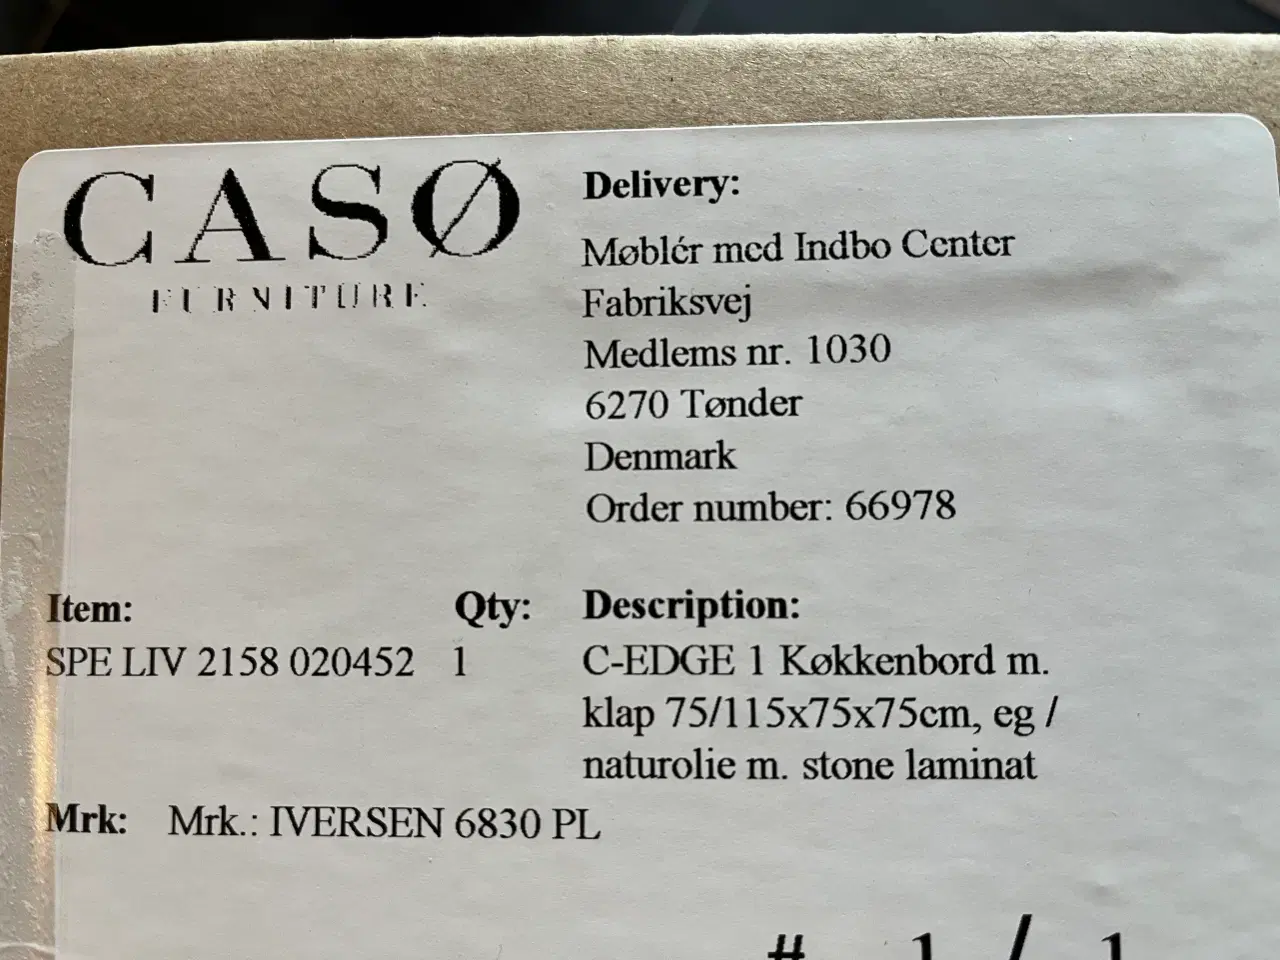 CASØ
FURNITURE
Delivery:
Møblér med Indbo Center
Fabriksvej
Medlems nr. 1030
6270 Tønder
Denmark
Order number: 66978
Item: Qty: Description:
SPE LIV 2158 020452 1 C-EDGE 1 Køkkenbord m.
klap 75/115x75x75cm, eg /
naturolie m. stone laminat
Mrk: Mrk.: IVERSEN 6830 PL
# 1 / 1